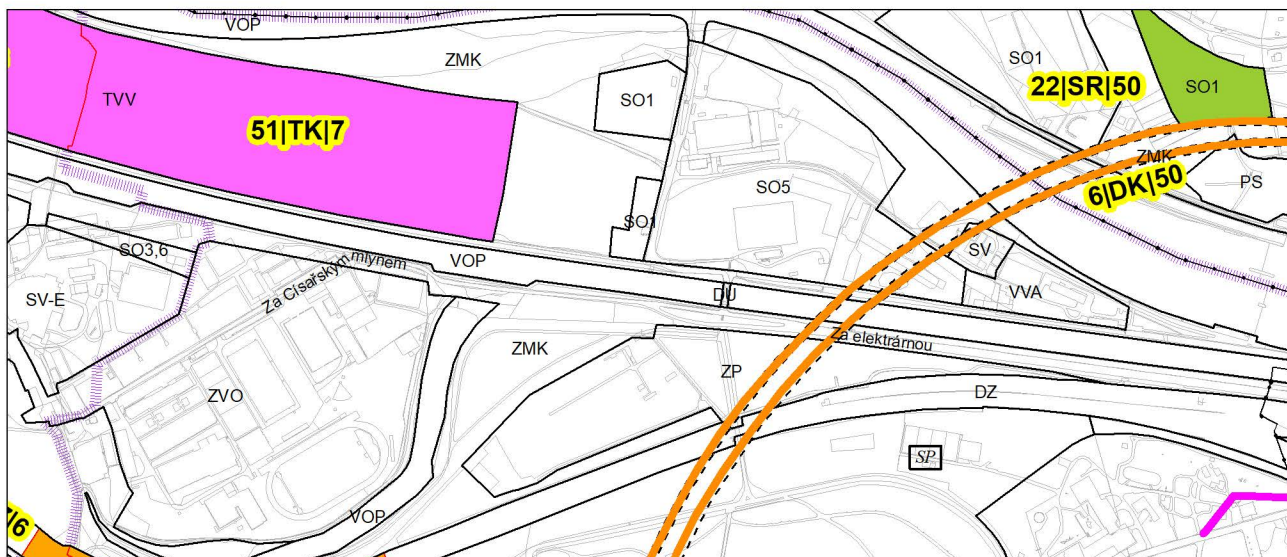 VOP
ZMK
SO1
22|SR|50
SO1
TVV
51|TK|7
SO1
ZMK
6|DK|50
PS
SO5
SO1
SO3,6
Za Císařským mlýnem
VOP
SV
SV-E
DU
VVA
Za elektrárnou
ZMK
ZP
ZVO
DZ
SP
VOP